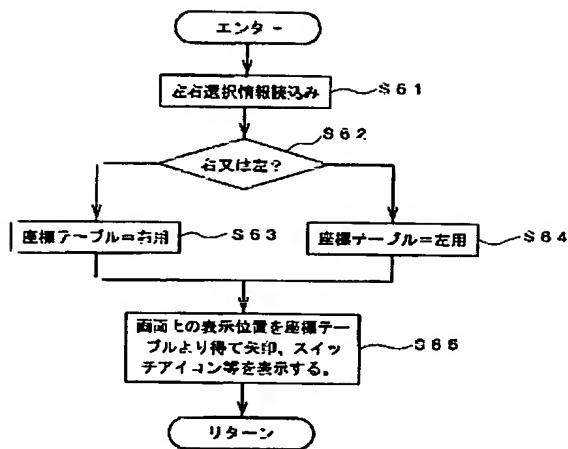 エンター
左右選択情報読込み
S61
S62
右又は左?
座標テーブル=右用
S63
座標テーブル=左用
S64
画面上の表示位置を座標テー
ブルより得て矢印、スイッ
チアイコン等を表示する。
S65
リターン